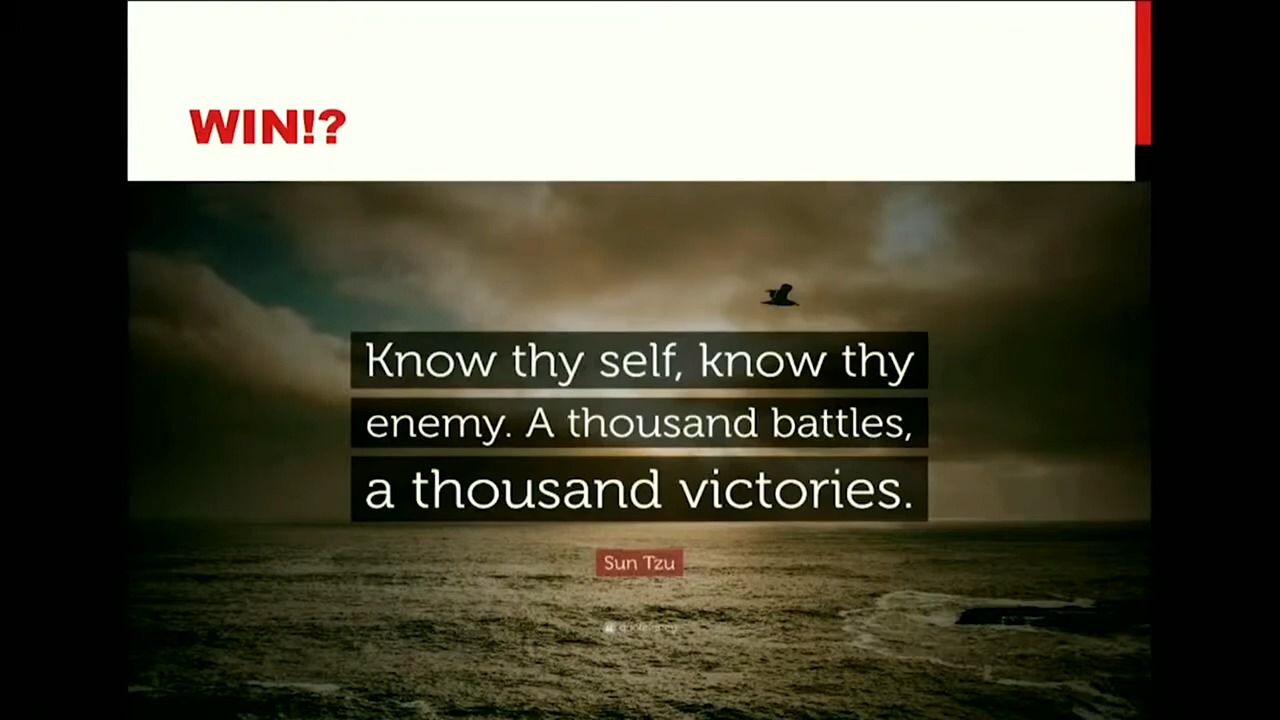 WIN!?
Know thy self, know thy
enemy. A thousand battles,
a thousand victories.
Sun Tzu